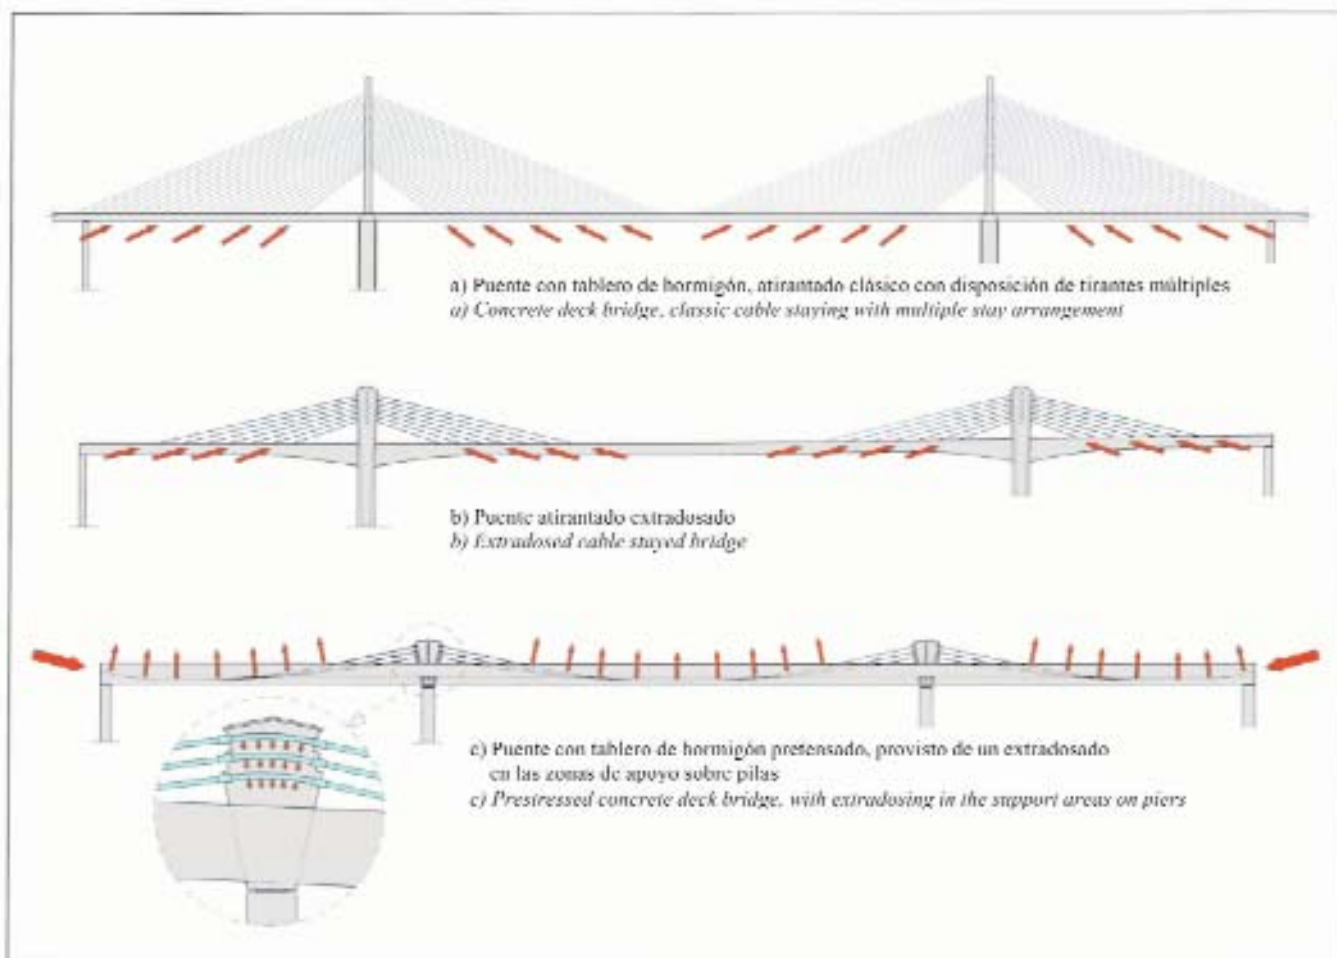 a) Puente con tablero de hormigón, atirantado clásico con disposición de tirantes múltiples
a) Concrete deck bridge, classic cable staying with multiple stay arrangement
b) Puente atirantado extradosado
b) Extradosed cable stayed bridge
c) Puente con tablero de hormigón pretensado, provisto de un extradosado
en las zonas de apoyo sobre pilas
c) Prestressed concrete deck bridge, with extradosing in the support areas on piers